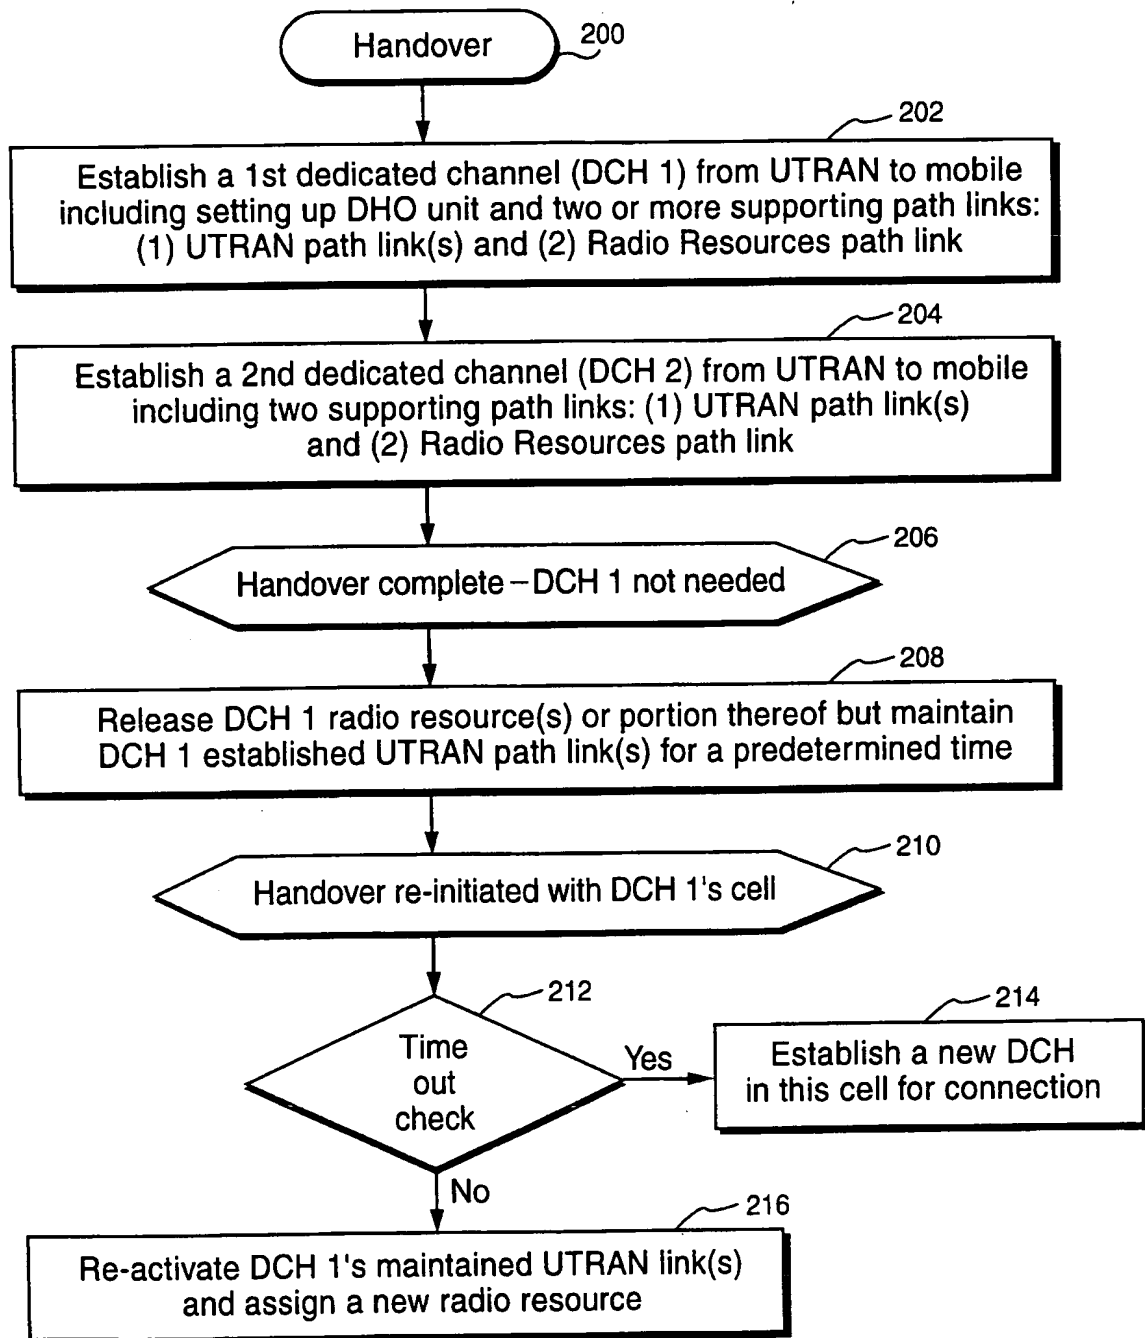 Handover
200
202
Establish a 1st dedicated channel (DCH 1) from UTRAN to mobile
including setting up DHO unit and two or more supporting path links:
(1) UTRAN path link(s) and (2) Radio Resources path link
204
Establish a 2nd dedicated channel (DCH 2) from UTRAN to mobile
including two supporting path links: (1) UTRAN path link(s)
and (2) Radio Resources path link
206
Handover complete – DCH 1 not needed
208
Release DCH 1 radio resource(s) or portion thereof but maintain
DCH 1 established UTRAN path link(s) for a predetermined time
210
Handover re-initiated with DCH 1's cell
212
Time
out
check
Yes
214
Establish a new DCH
in this cell for connection
No
216
Re-activate DCH 1's maintained UTRAN link(s)
and assign a new radio resource